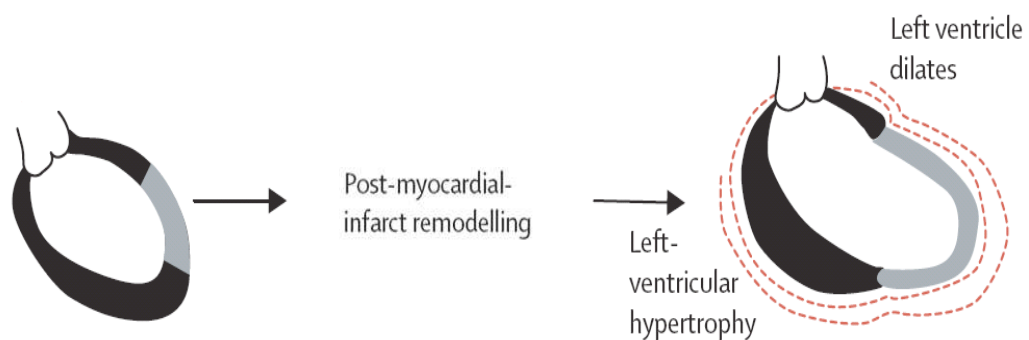 Left ventricle
dilates
Post-myocardial-
infarct remodelling
Left-
ventricular
hypertrophy